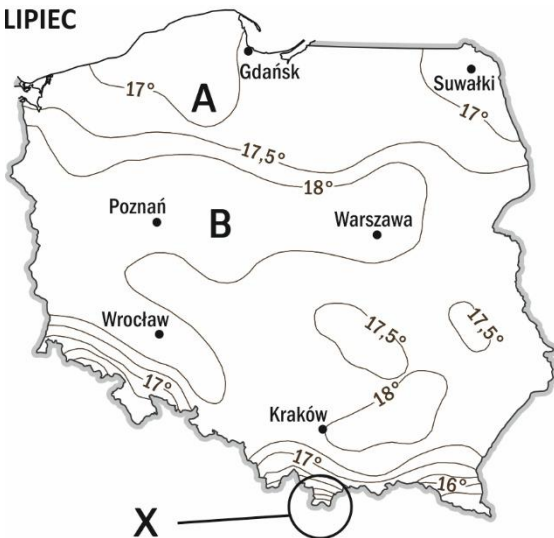 LIPIEC
Gdańsk
Suwałki
17°
A
17°
17,5°
18°
Poznań
B
Warszawa
Wrocław
17,5°
17,5°
17°
18°
Kraków
17°
16°
X